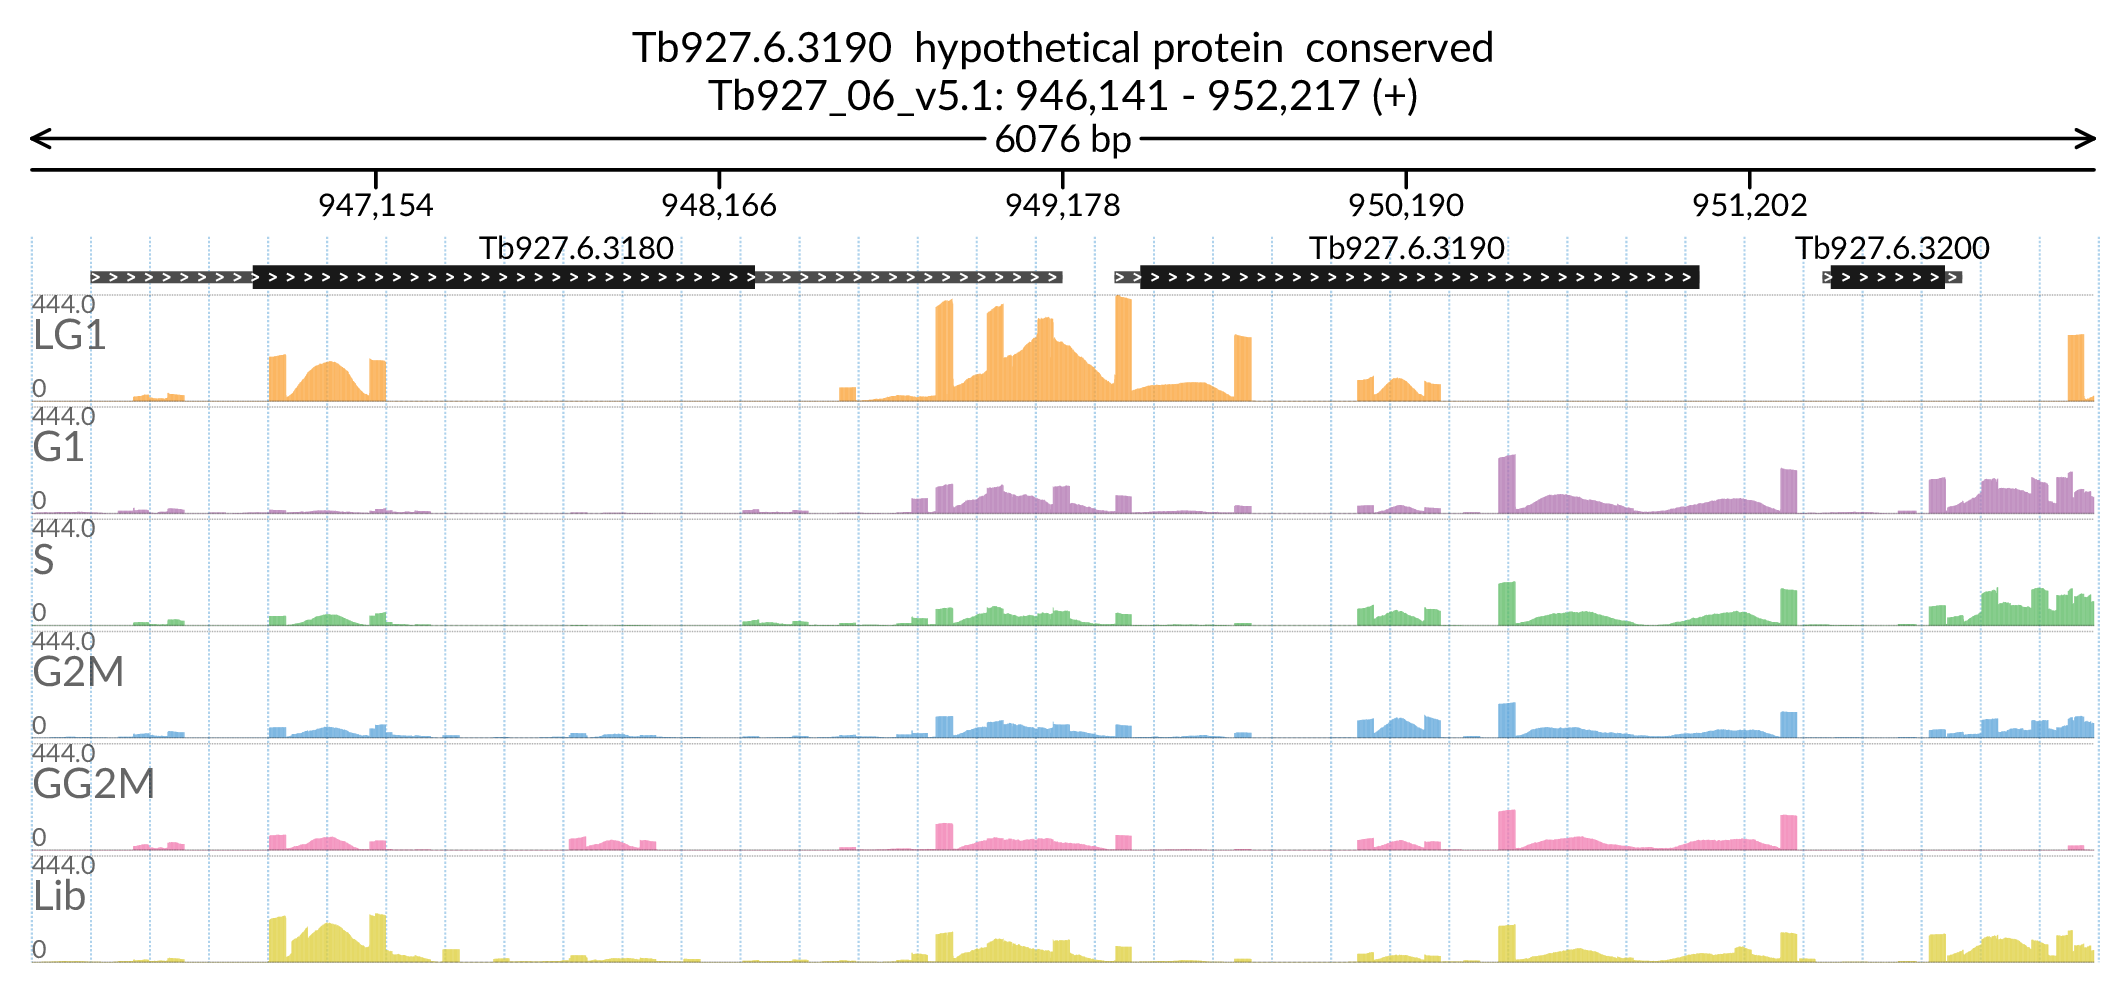 Tb927.6.3190 hypothetical protein conserved
Tb927_06_v5.1: 946,141 - 952,217 (+)
6076 bp
947,154 948,166 949,178 950,190 951,202
Tb927.6.3180 Tb927.6.3190 Tb927.6.3200
444.0
LG1
0
444.0
G1
0
444.0
S
0
444.0
G2M
0
444.0
GG2M
0
444.0
Lib
0